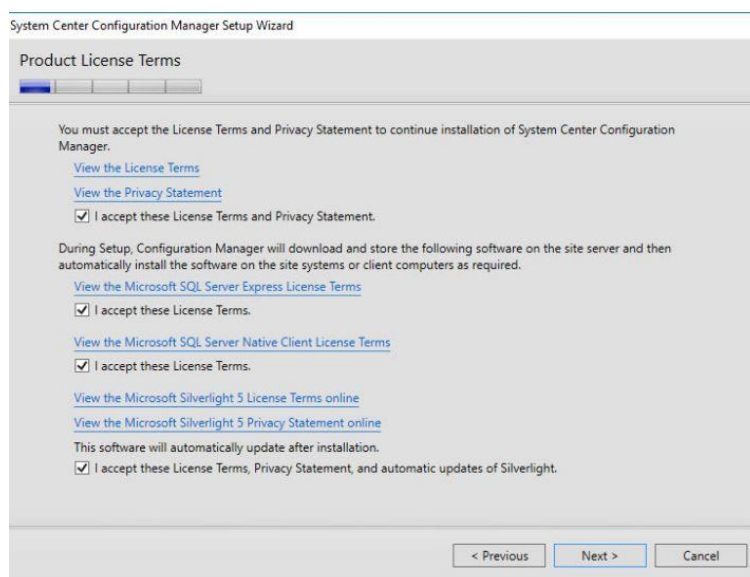 System Center Configuration Manager Setup Wizard
Product License Terms
You must accept the License Terms and Privacy Statement to continue installation of System Center Configuration
Manager.
View the License Terms
View the Privacy Statement
I accept these License Terms and Privacy Statement.
During Setup, Configuration Manager will download and store the following software on the site server and then
automatically install the software on the site systems or client computers as required.
View the Microsoft SQL Server Express License Terms
I accept these License Terms.
View the Microsoft SQL Server Native Client License Terms
I accept these License Terms.
View the Microsoft Silverlight 5 License Terms online
View the Microsoft Silverlight 5 Privacy Statement online
This software will automatically update after installation.
I accept these License Terms, Privacy Statement, and automatic updates of Silverlight.
< Previous Next > Cancel